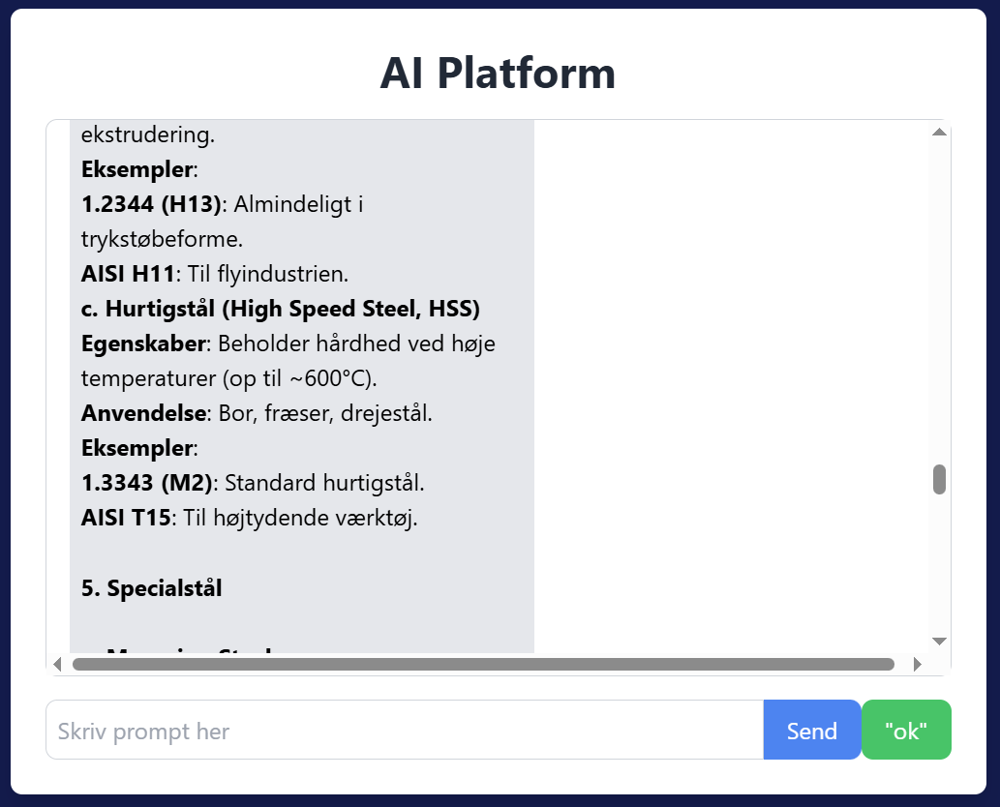 AI Platform
ekstrudering.
Eksempler:
1.2344 (H13): Almindeligt i
trykstøbeforme.
AISI H11: Til flyindustrien.
c. Hurtigstål (High Speed Steel, HSS)
Egenskaber: Beholder hårdhed ved høje
temperaturer (op til ~600°C).
Anvendelse: Bor, fræser, drejestål.
Eksempler:
1.3343 (M2): Standard hurtigstål.
AISI T15: Til højtydende værktøj.
5. Specialstål
Skriv prompt her
Send
"ok"